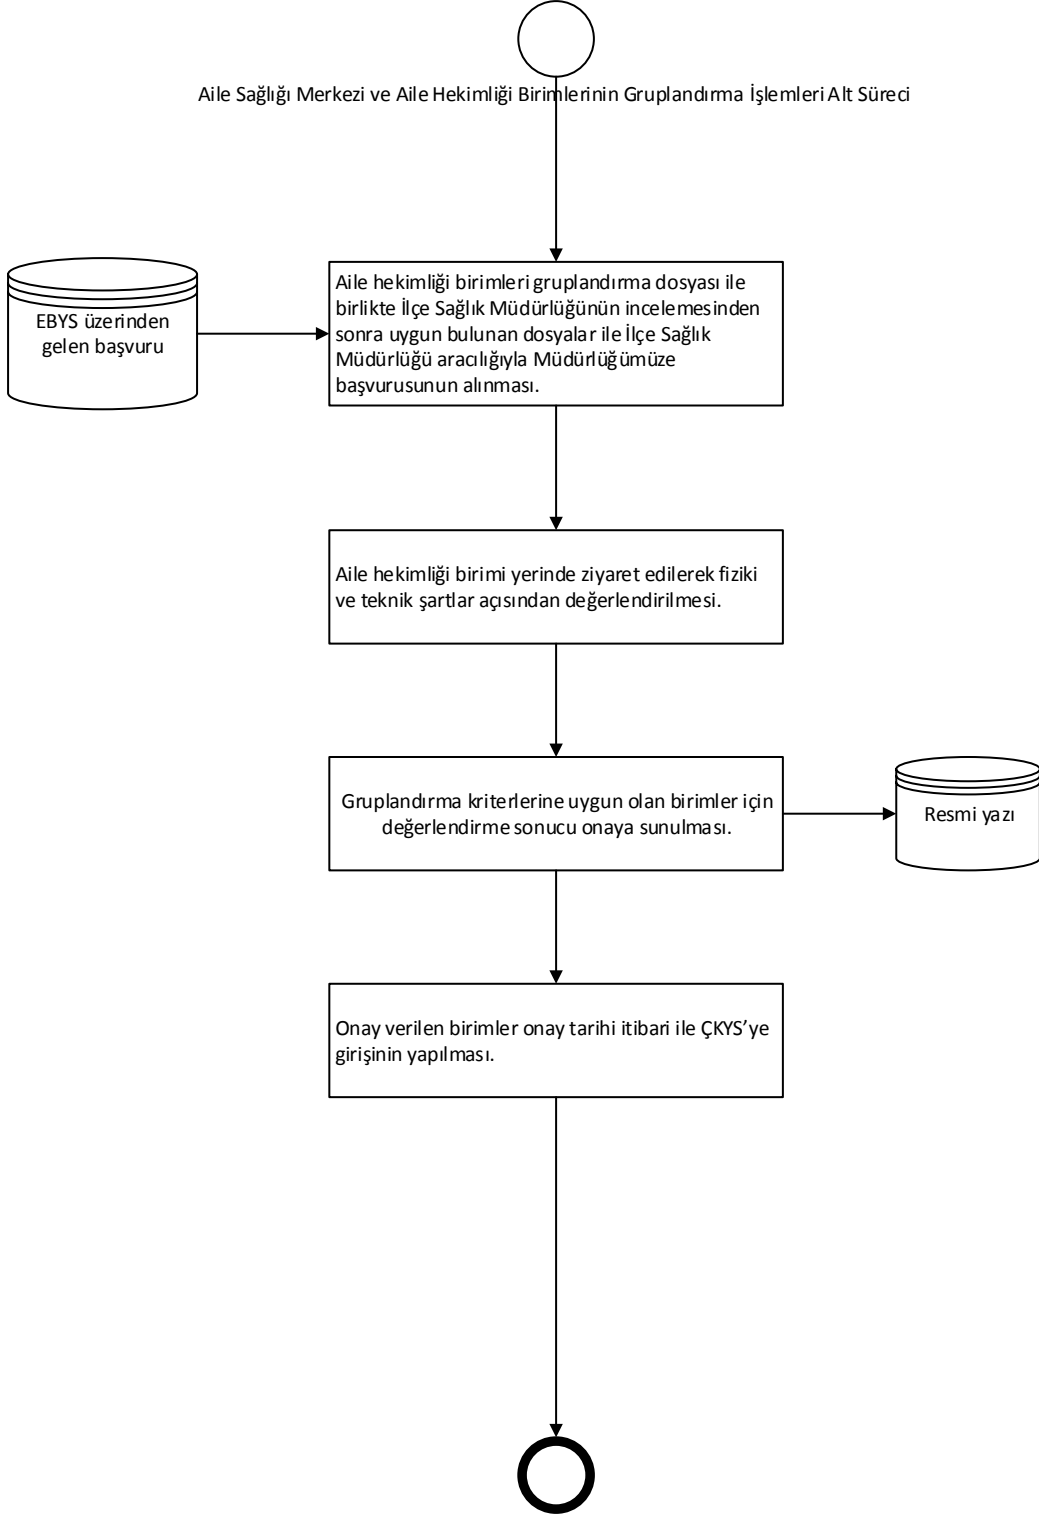 Aile Sağlığı Merkezi ve Aile Hekimliği Birimlerinin Gruplandırma İşlemleri Alt Süreci
EBYS üzerinden
gelen başvuru
Aile hekimliği birimleri gruplandırma dosyası ile
birlikte İlçe Sağlık Müdürlüğünün incelemesinden
sonra uygun bulunan dosyalar ile İlçe Sağlık
Müdürlüğü aracılığıyla Müdürlüğümüze
başvurusunun alınması.
Aile hekimliği birimi yerinde ziyaret edilerek fiziki
ve teknik şartlar açısından değerlendirilmesi.
Gruplandırma kriterlerine uygun olan birimler için
değerlendirme sonucu onaya sunulması.
Resmi yazı
Onay verilen birimler onay tarihi itibari ile ÇKYS’ye
girişinin yapılması.